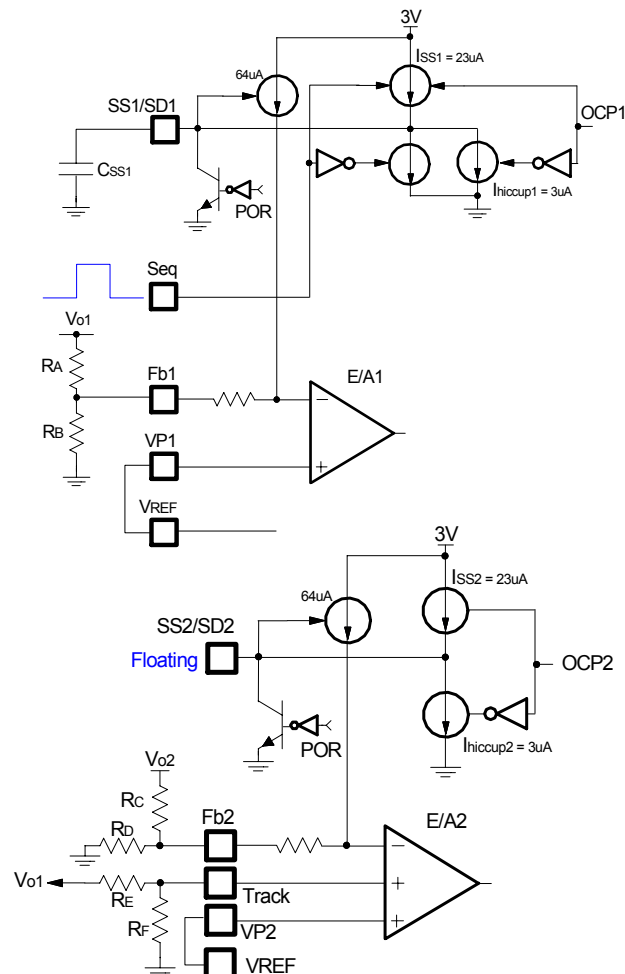 3V
ISS1 = 23uA
64uA
SS1/SD1
OCP1
CSS1
POR
Ihiccup1 = 3uA
Seq
Vo1
RA
Fb1
E/A1
RB
VP1
VREF
3V
ISS2 = 23uA
64uA
SS2/SD2
Floating
OCP2
POR
Ihiccup2 = 3uA
Vo2
RC
Fb2
E/A2
RD
Vo1
RE
Track
RF
VP2
VREF